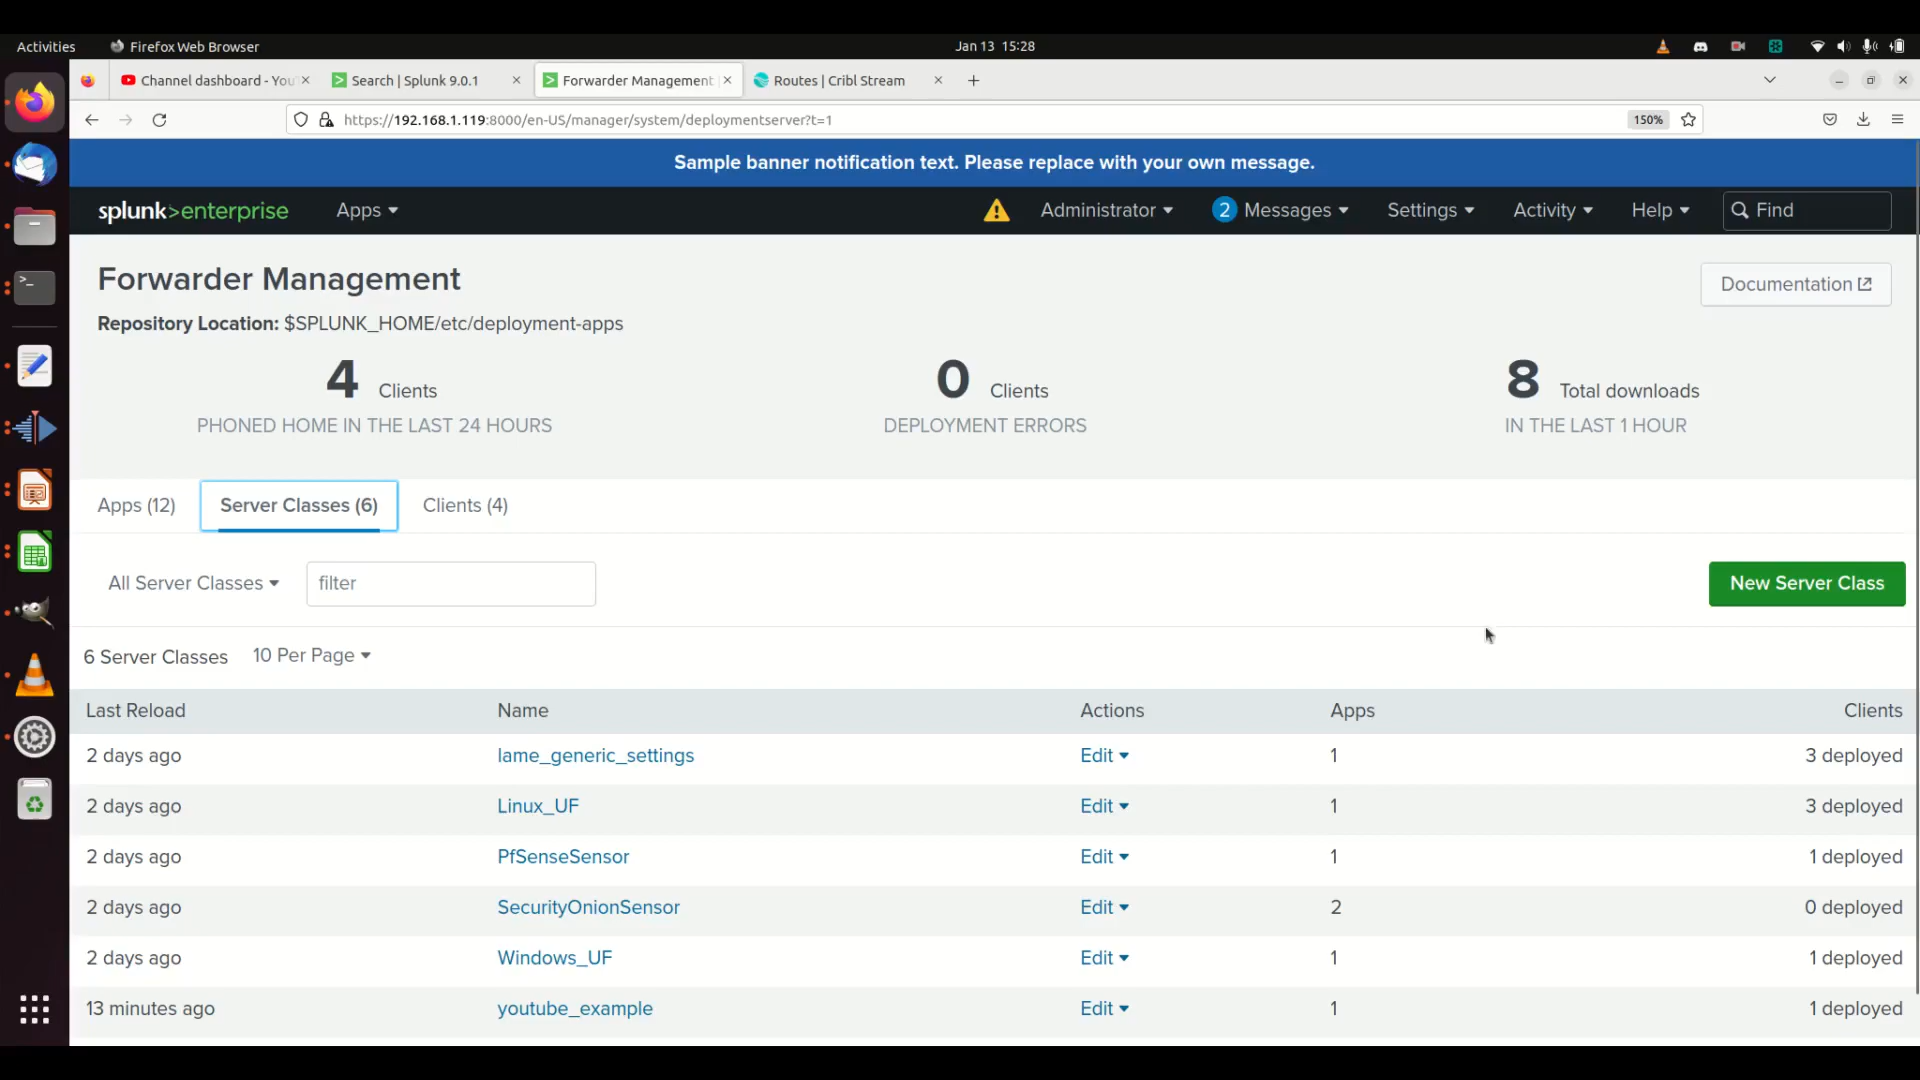 Activities Firefox Web Browser Jan 13 15:28
Channel dashboard - You Search | Splunk 9.0.1 Forwarder Management Routes | Cribl Stream
https://192.168.1.119:8000/en-US/manager/system/deploymentserver?t=1 150%
Sample banner notification text. Please replace with your own message.
splunk>enterprise Apps Administrator 2 Messages Settings Activity Help Find
Forwarder Management
Documentation
Repository Location: $SPLUNK_HOME/etc/deployment-apps
4 Clients 0 Clients 8 Total downloads
PHONED HOME IN THE LAST 24 HOURS DEPLOYMENT ERRORS IN THE LAST 1 HOUR
Apps (12) Server Classes (6) Clients (4)
All Server Classes filter New Server Class
6 Server Classes 10 Per Page
Last Reload Name Actions Apps Clients
2 days ago lame_generic_settings Edit 1 3 deployed
2 days ago Linux_UF Edit 1 3 deployed
2 days ago PfSenseSensor Edit 1 1 deployed
2 days ago SecurityOnionSensor Edit 2 0 deployed
2 days ago Windows_UF Edit 1 1 deployed
13 minutes ago youtube_example Edit 1 1 deployed